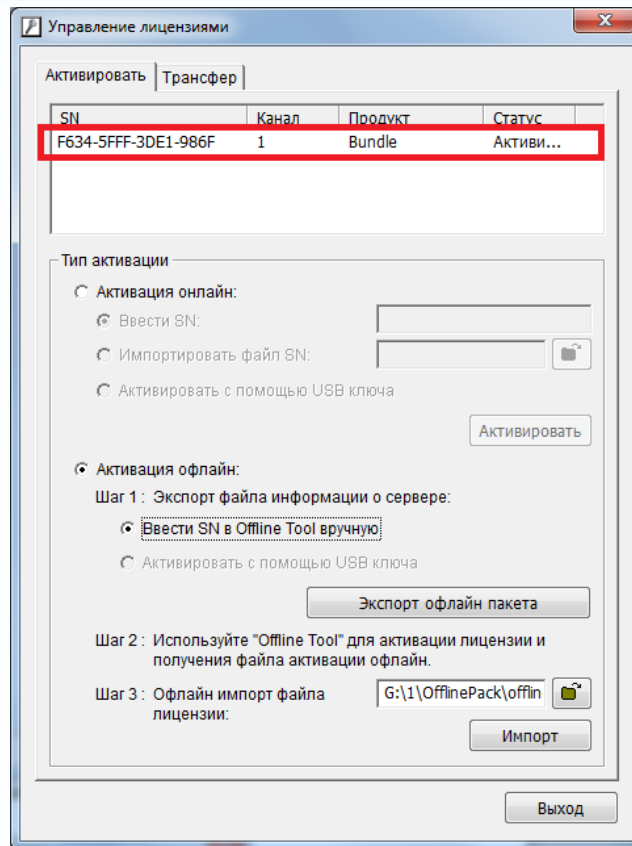 Управление лицензиями
Активировать Трансфер
SN Канал Продукт Статус
F634-5FFF-3DE1-986F 1 Bundle Активи...
Тип активации
Активация онлайн:
Ввести SN:
Импортировать файл SN:
Активировать с помощью USB ключа
Активировать
Активация офлайн:
Шаг 1 : Экспорт файла информации о сервере:
Ввести SN в Offline Tool вручную
Активировать с помощью USB ключа
Экспорт офлайн пакета
Шаг 2 : Используйте "Offline Tool" для активации лицензии и
получения файла активации офлайн.
Шаг 3 : Офлайн импорт файла G:\1\OfflinePack\offlin
лицензии:
Импорт
Выход